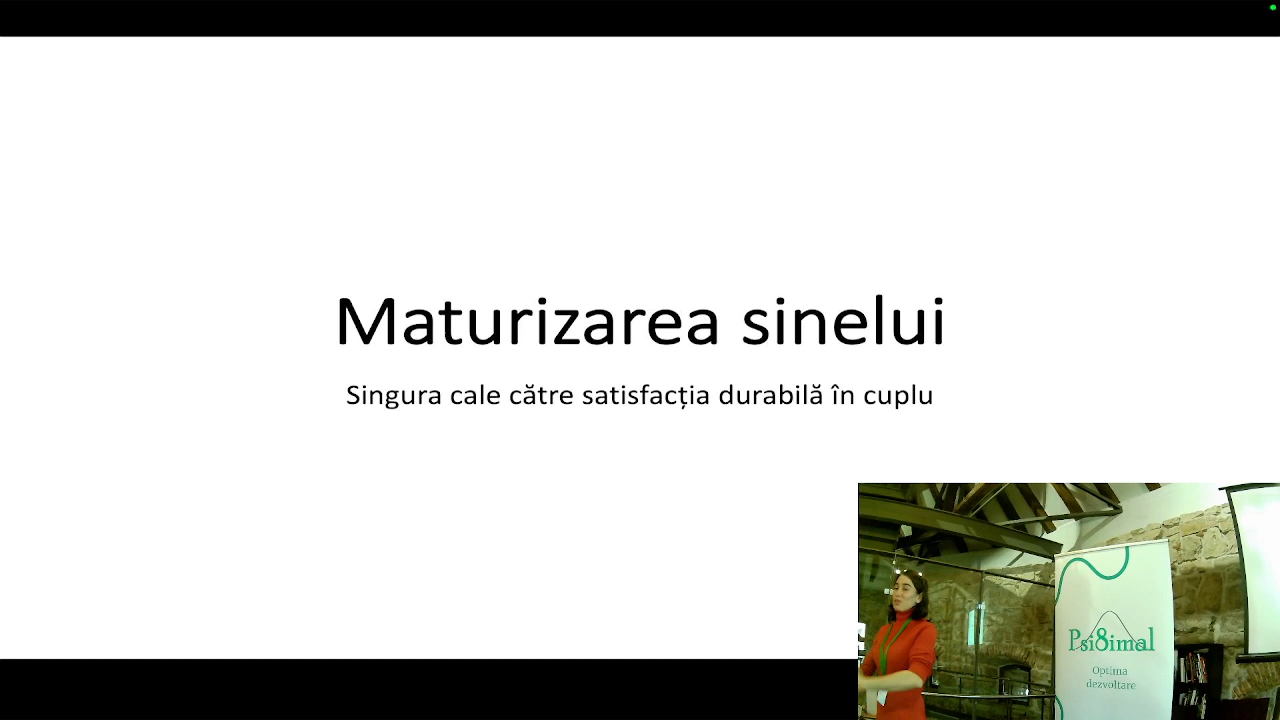 Maturizarea sinelui
Singura cale către satisfacția durabilă în cuplu
Psi8imal
Optima
dezvoltare